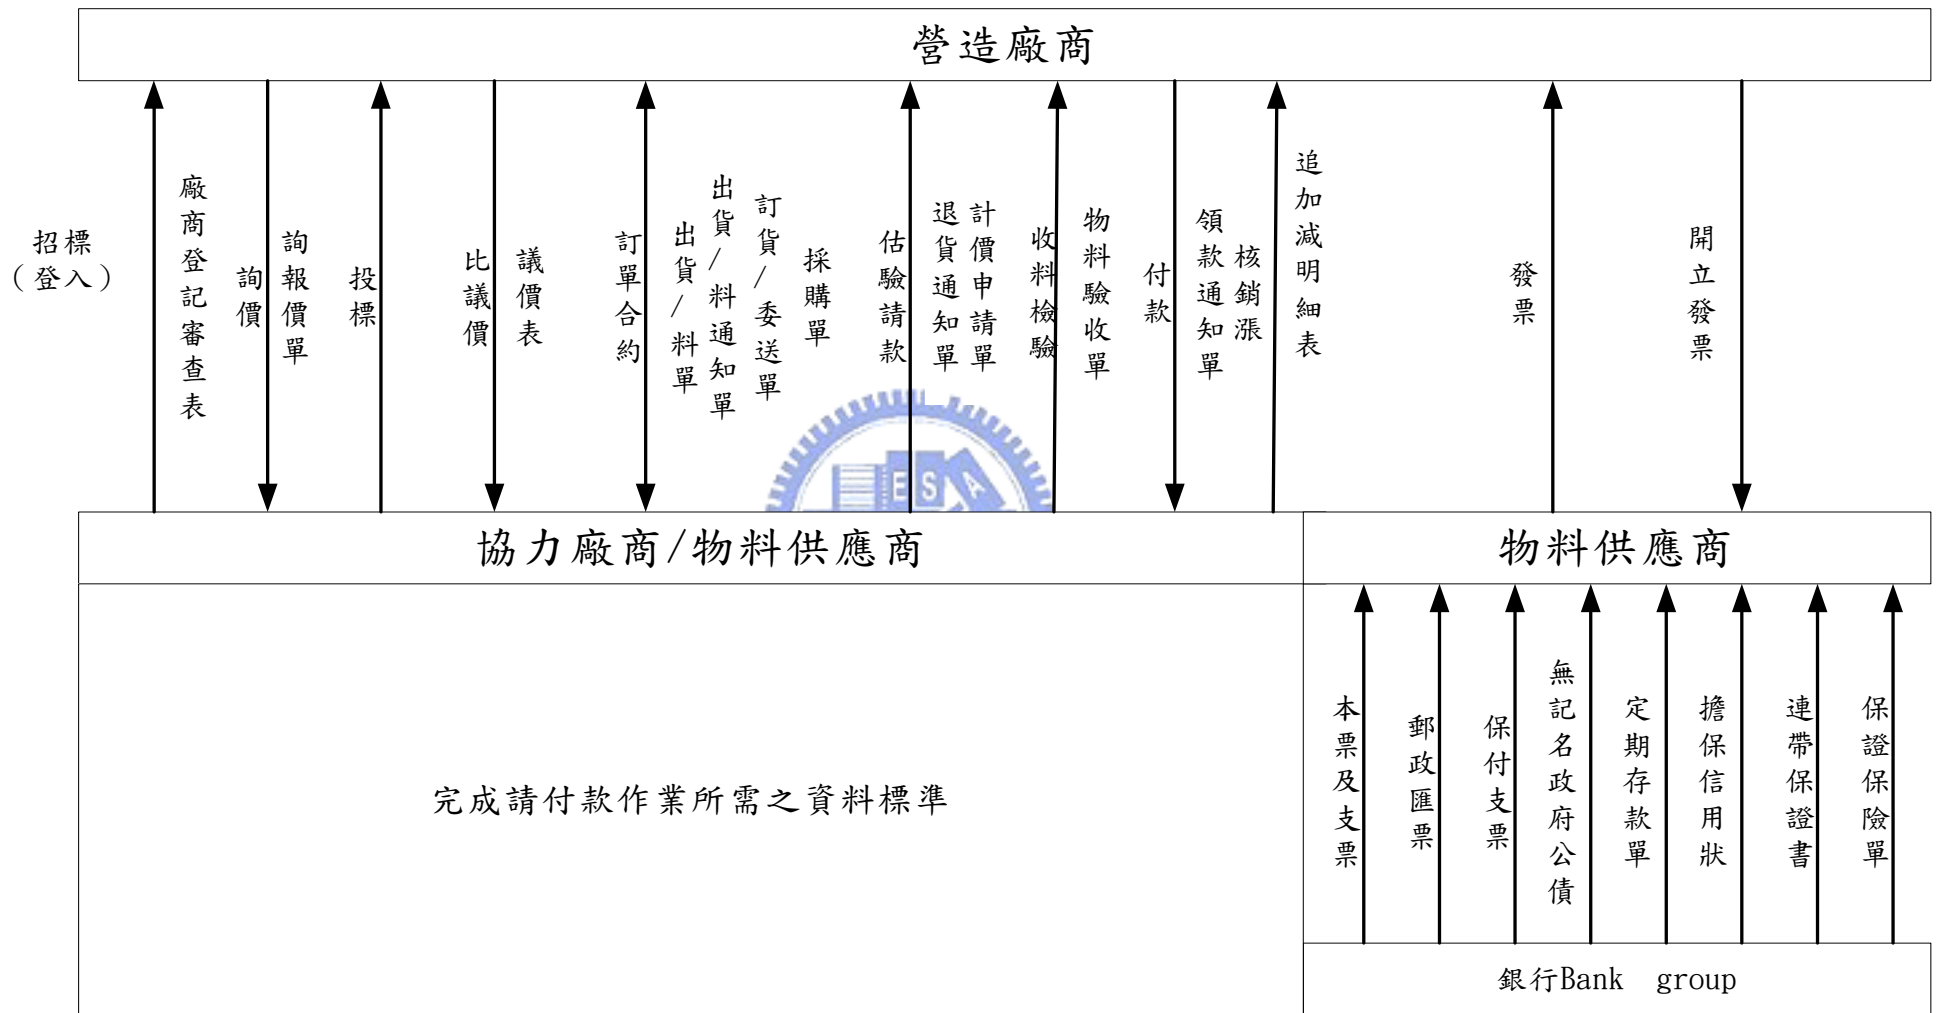 營造廠商
招標
（登入）
廠商登記審查表
詢價
詢報價單
投標
比議價
議價表
訂單合約
出貨/料單
出貨/料通知單
訂貨/委送單
採購單
估驗請款
退貨通知單
計價申請單
收料檢驗
物料驗收單
付款
領款通知單
核銷漲
追加減明細表
發票
開立發票
ESA
協力廠商/物料供應商
物料供應商
完成請付款作業所需之資料標準
本票及支票
郵政匯票
保付支票
無記名政府公債
定期存款單
擔保信用狀
連帶保證書
保證保險單
銀行Bank group